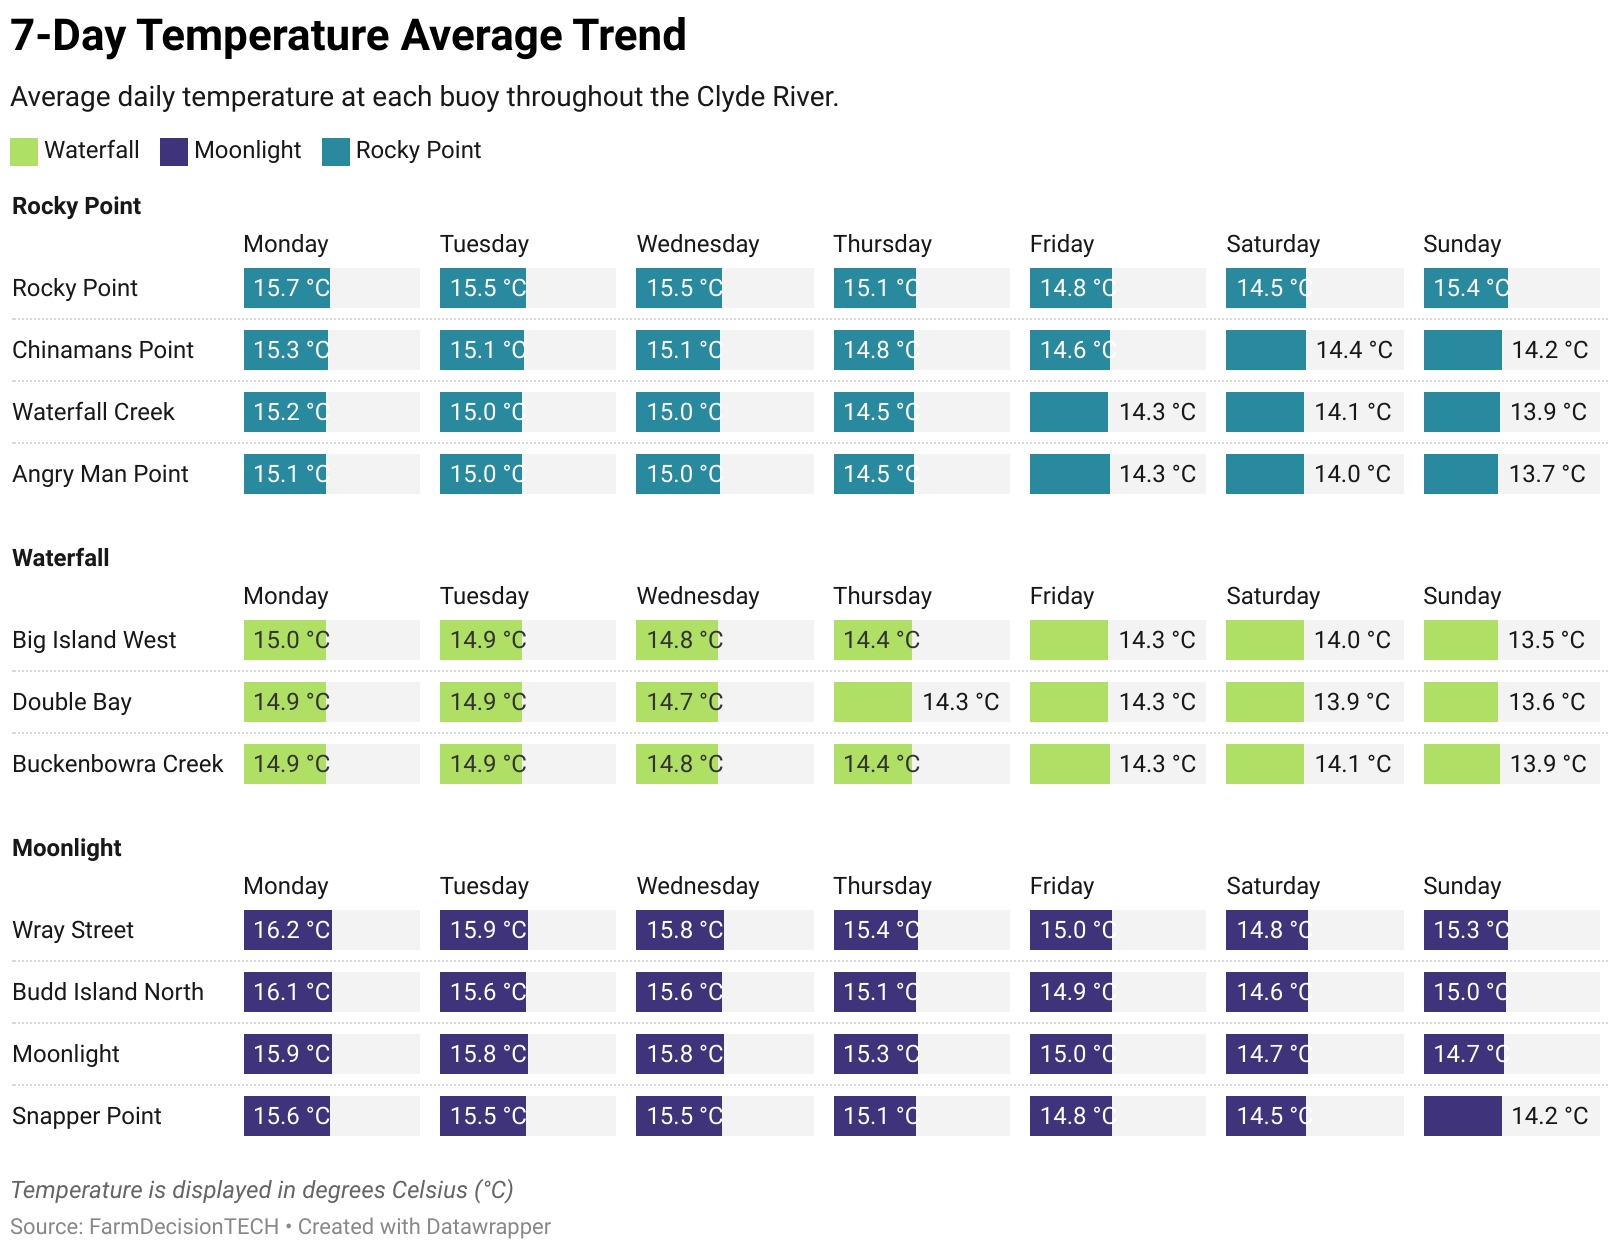 7-Day Temperature Average Trend
Average daily temperature at each buoy throughout the Clyde River.
Waterfall Moonlight Rocky Point
Rocky Point
Monday Tuesday Wednesday Thursday Friday Saturday Sunday
Rocky Point 15.7 °C 15.5 °C 15.5 °C 15.1 °C 14.8 °C 14.5 °C 15.4 °C
Chinamans Point 15.3 °C 15.1 °C 15.1 °C 14.8 °C 14.6 °C 14.4 °C 14.2 °C
Waterfall Creek 15.2 °C 15.0 °C 15.0 °C 14.5 °C 14.3 °C 14.1 °C 13.9 °C
Angry Man Point 15.1 °C 15.0 °C 15.0 °C 14.5 °C 14.3 °C 14.0 °C 13.7 °C
Waterfall
Monday Tuesday Wednesday Thursday Friday Saturday Sunday
Big Island West 15.0 °C 14.9 °C 14.8 °C 14.4 °C 14.3 °C 14.0 °C 13.5 °C
Double Bay 14.9 °C 14.9 °C 14.7 °C 14.3 °C 14.3 °C 13.9 °C 13.6 °C
Buckenbowra Creek 14.9 °C 14.9 °C 14.8 °C 14.4 °C 14.3 °C 14.1 °C 13.9 °C
Moonlight
Monday Tuesday Wednesday Thursday Friday Saturday Sunday
Wray Street 16.2 °C 15.9 °C 15.8 °C 15.4 °C 15.0 °C 14.8 °C 15.3 °C
Budd Island North 16.1 °C 15.6 °C 15.6 °C 15.1 °C 14.9 °C 14.6 °C 15.0 °C
Moonlight 15.9 °C 15.8 °C 15.8 °C 15.3 °C 15.0 °C 14.7 °C 14.7 °C
Snapper Point 15.6 °C 15.5 °C 15.5 °C 15.1 °C 14.8 °C 14.5 °C 14.2 °C
Temperature is displayed in degrees Celsius (°C)
Source: FarmDecisionTECH • Created with Datawrapper